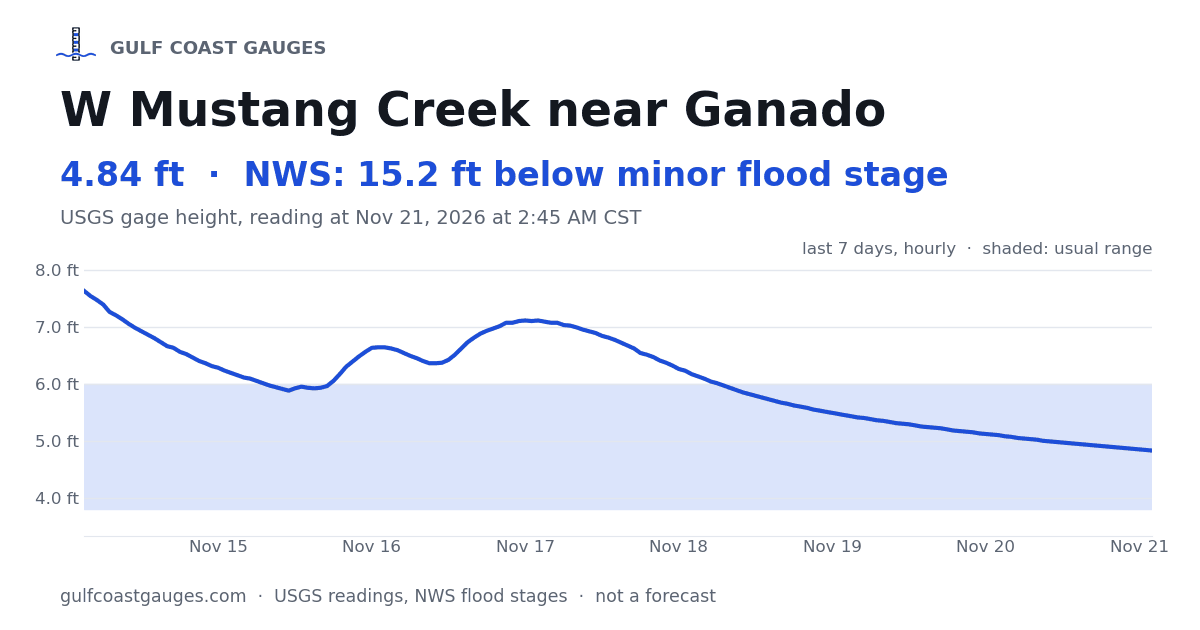 GULF COAST GAUGES
W Mustang Creek near Ganado
4.84 ft · NWS: 15.2 ft below minor flood stage
USGS gage height, reading at Nov 21, 2026 at 2:45 AM CST
last 7 days, hourly · shaded: usual range
8.0 ft
7.0 ft
6.0 ft
5.0 ft
4.0 ft
Nov 15 Nov 16 Nov 17 Nov 18 Nov 19 Nov 20 Nov 21
gulfcoastgauges.com · USGS readings, NWS flood stages · not a forecast